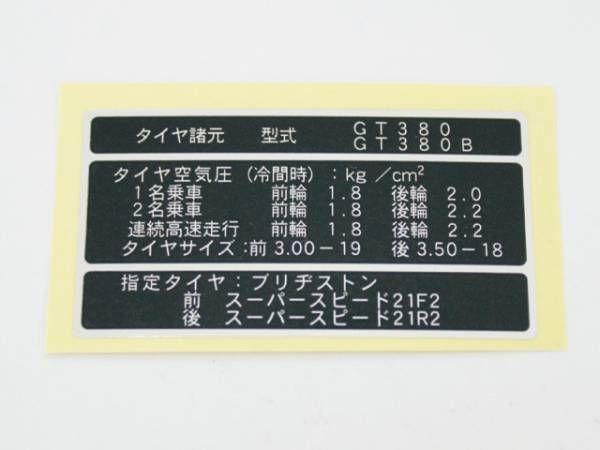 タイヤ諸元 型式 GT380
GT380B
タイヤ空気圧（冷間時）：kg／cm²
1名乗車 前輪 1.8 後輪 2.0
2名乗車 前輪 1.8 後輪 2.2
連続高速走行 前輪 1.8 後輪 2.2
タイヤサイズ：前 3.00－19 後 3.50－18
指定タイヤ：ブリヂストン
前 スーパースピード21F2
後 スーパースピード21R2